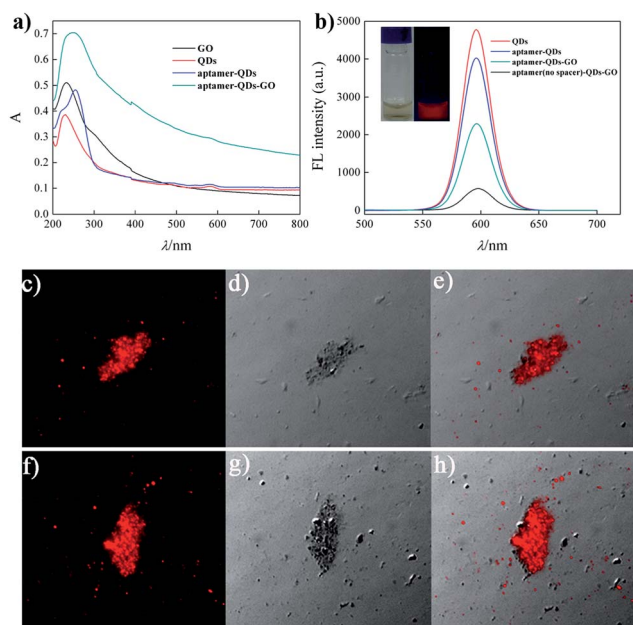 a)
0.7
0.6
0.5
0.4
0.3
0.2
0.1
0.0
A
GO
QDs
aptamer-QDs
aptamer-QDs-GO
200 300 400 500 600 700 800
λ/nm
b)
5000
4000
3000
2000
1000
0
FL intensity (a.u.)
QDs
aptamer-QDs
aptamer-QDs-GO
aptamer(no spacer)-QDs-GO
500 550 600 650 700
λ/nm
c)
d)
e)
f)
g)
h)